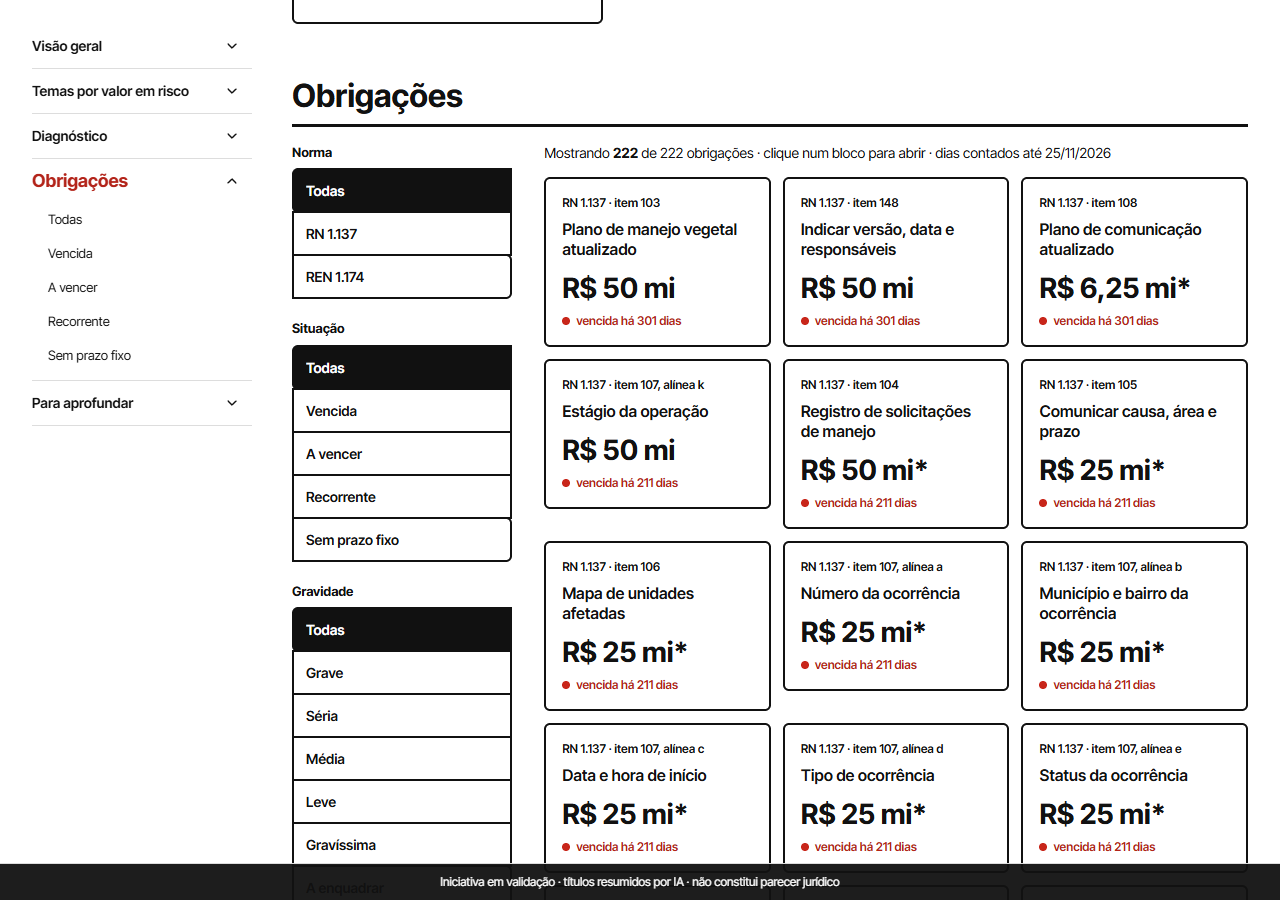 Visão geral
Temas por valor em risco
Diagnóstico
Obrigações
Todas
Vencida
A vencer
Recorrente
Sem prazo fixo
Para aprofundar
Obrigações
Norma
Todas
RN 1.137
REN 1.174
Situação
Todas
Vencida
A vencer
Recorrente
Sem prazo fixo
Gravidade
Todas
Grave
Séria
Média
Leve
Gravíssima
A enquadrar
Mostrando 222 de 222 obrigações · clique num bloco para abrir · dias contados até 25/11/2026
RN 1.137 · item 103
Plano de manejo vegetal
atualizado
R$ 50 mi
vencida há 301 dias
RN 1.137 · item 148
Indicar versão, data e
responsáveis
R$ 50 mi
vencida há 301 dias
RN 1.137 · item 108
Plano de comunicação
atualizado
R$ 6,25 mi*
vencida há 301 dias
RN 1.137 · item 107, alínea k
Estágio da operação
R$ 50 mi
vencida há 211 dias
RN 1.137 · item 104
Registro de solicitações
de manejo
R$ 50 mi*
vencida há 211 dias
RN 1.137 · item 105
Comunicar causa, área e
prazo
R$ 25 mi*
vencida há 211 dias
RN 1.137 · item 106
Mapa de unidades
afetadas
R$ 25 mi*
vencida há 211 dias
RN 1.137 · item 107, alínea a
Número da ocorrência
R$ 25 mi*
vencida há 211 dias
RN 1.137 · item 107, alínea b
Município e bairro da
ocorrência
R$ 25 mi*
vencida há 211 dias
RN 1.137 · item 107, alínea c
Data e hora de início
R$ 25 mi*
vencida há 211 dias
RN 1.137 · item 107, alínea d
Tipo de ocorrência
R$ 25 mi*
vencida há 211 dias
RN 1.137 · item 107, alínea e
Status da ocorrência
R$ 25 mi*
vencida há 211 dias
Iniciativa em validação · títulos resumidos por IA · não constitui parecer jurídico